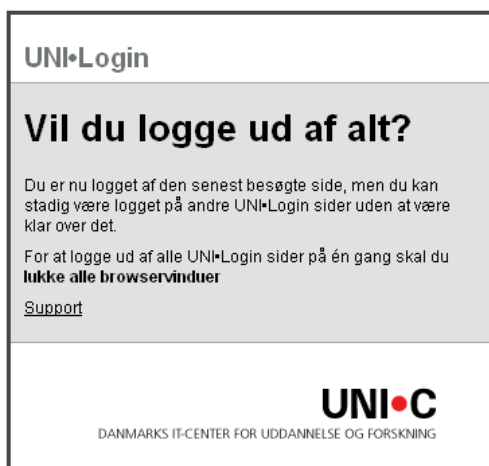 UNI•Login
Vil du logge ud af alt?
Du er nu logget af den senest besøgte side, men du kan
stadig være logget på andre UNI•Login sider uden at være
klar over det.
For at logge ud af alle UNI•Login sider på én gang skal du
lukke alle browservinduer
Support
UNI•C
DANMARKS IT-CENTER FOR UDDANNELSE OG FORSKNING